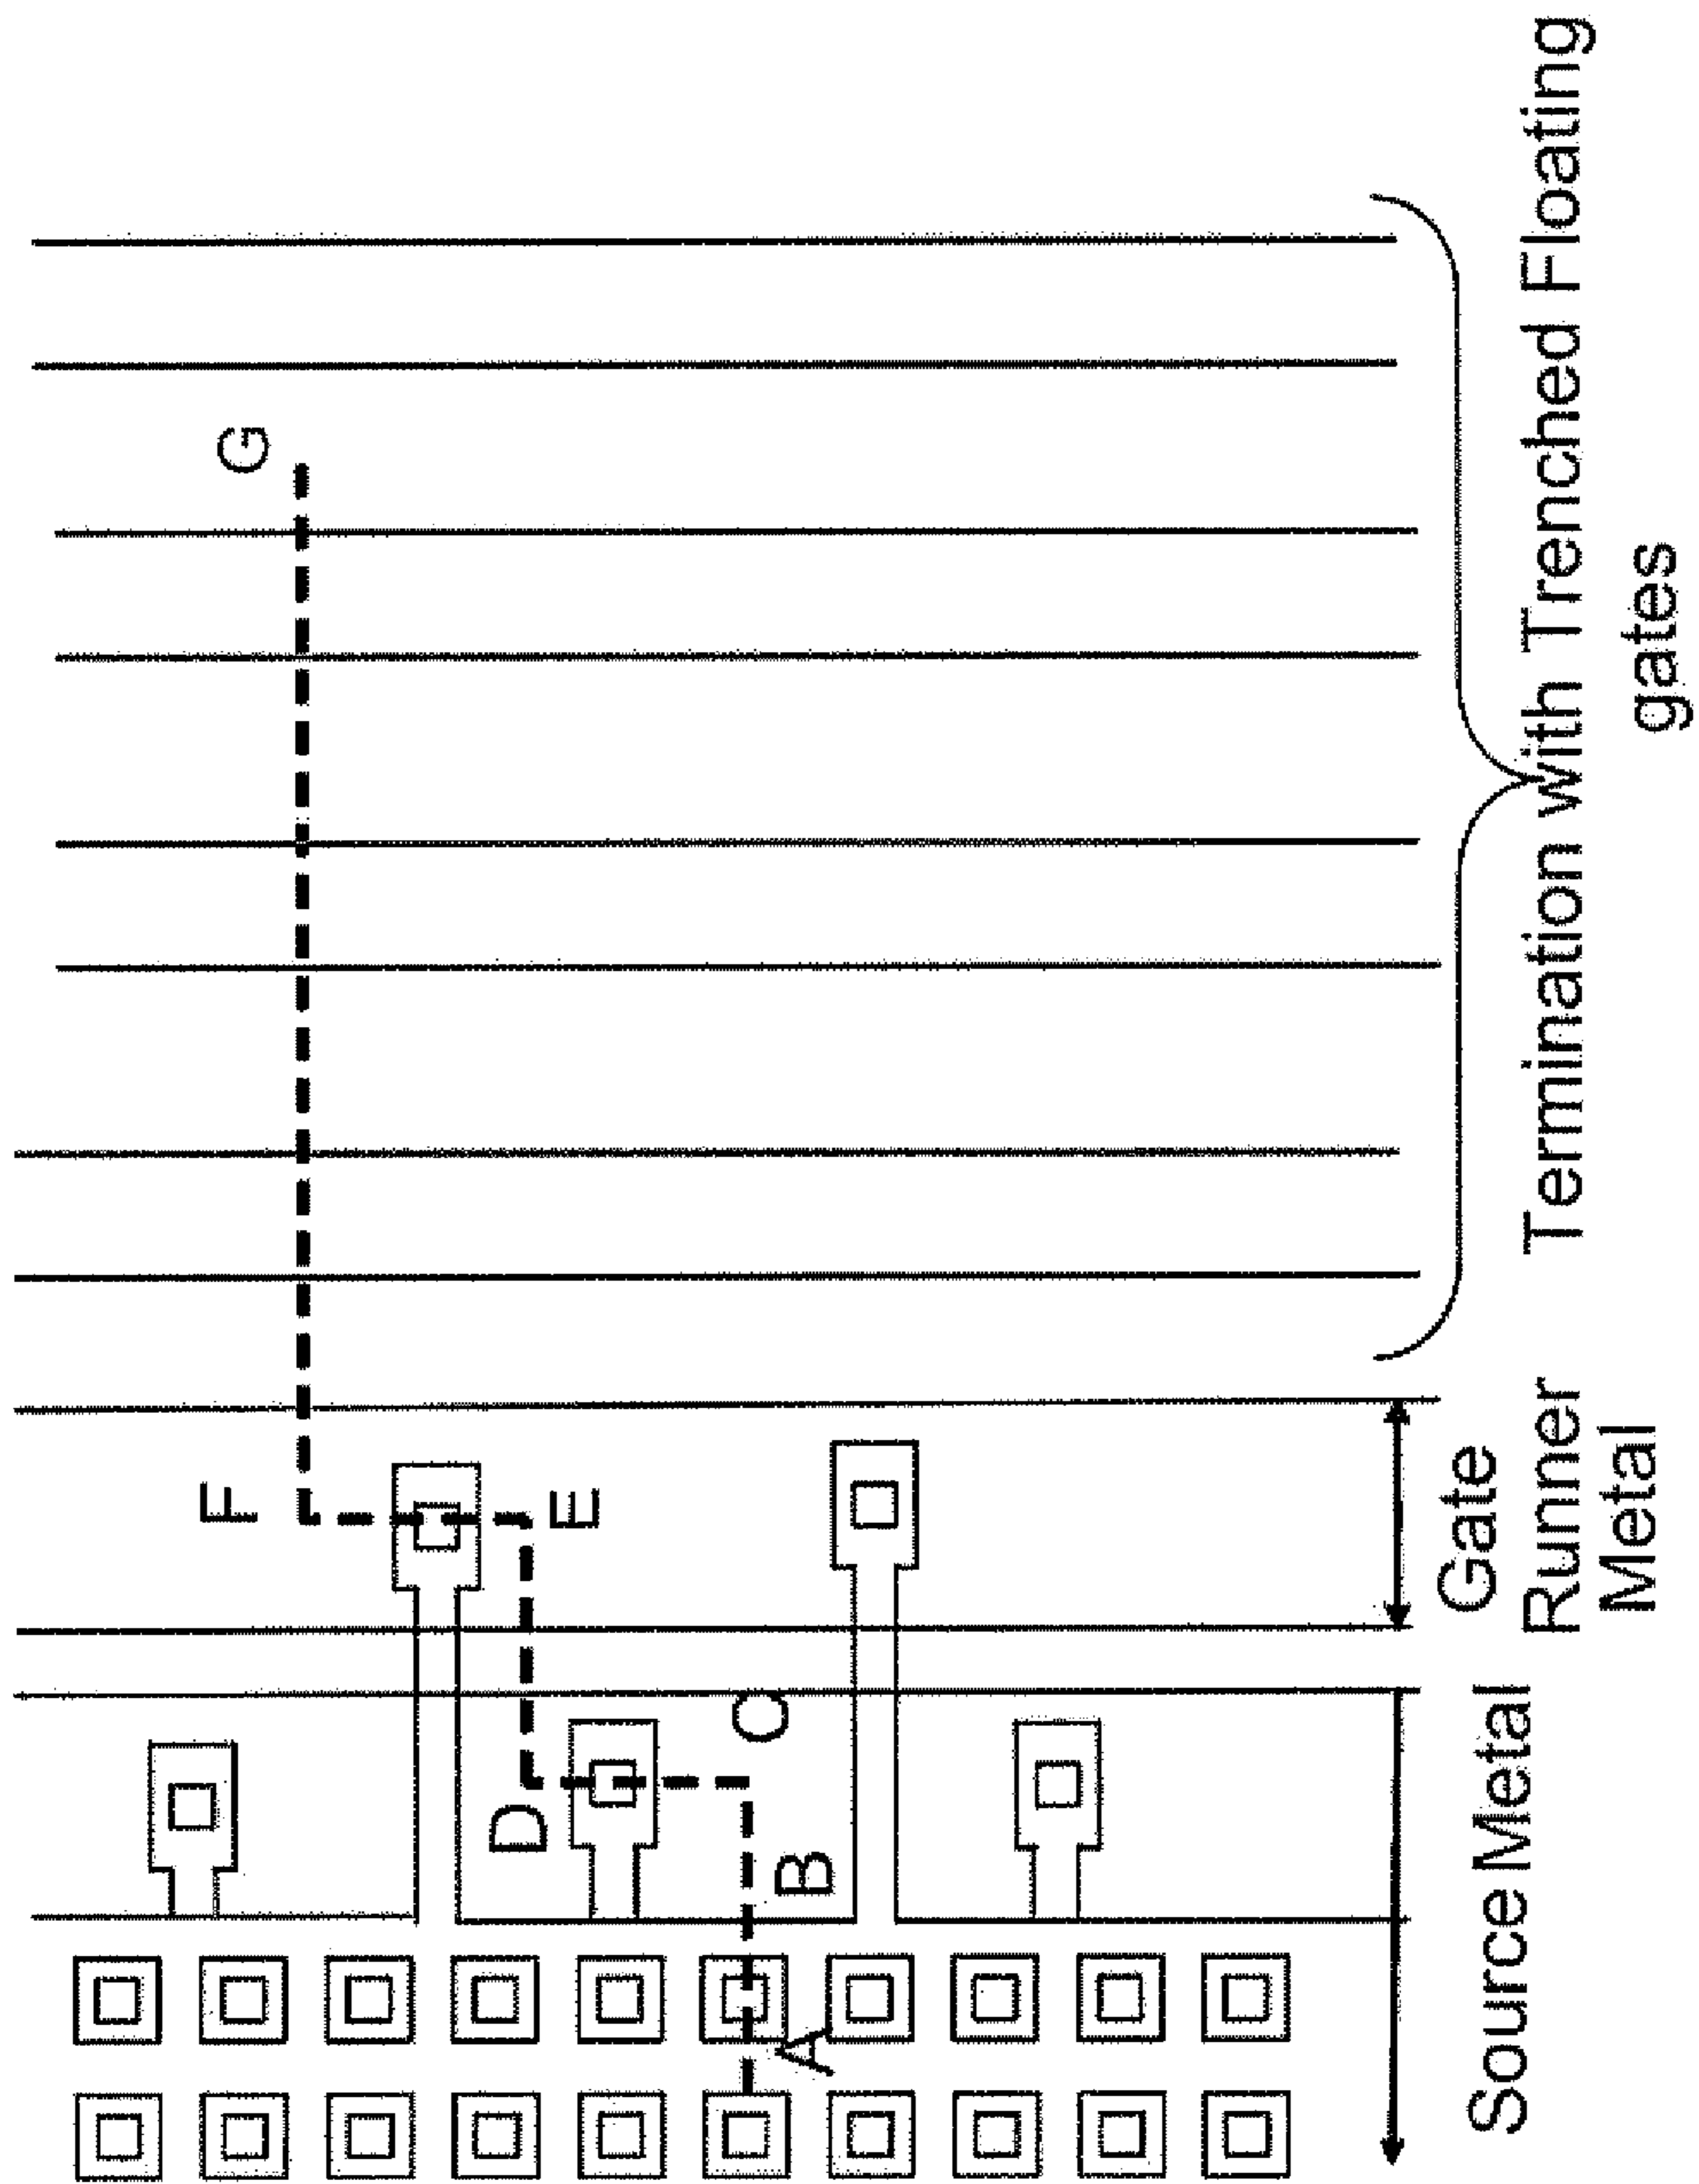 G
F
E
D
C
B
A
Source Metal
Gate
Runner
Metal
Termination with Trenched Floating
gates